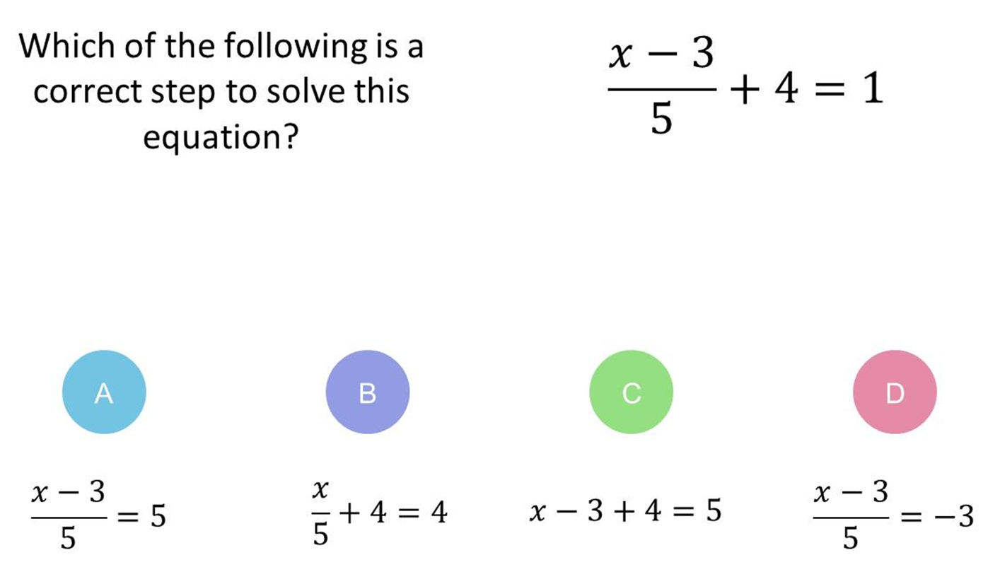 Which of the following is a
correct step to solve this
equation?
x − 3
5
+ 4 = 1
A
B
C
D
x − 3
5
= 5
x
5
+ 4 = 4
x − 3 + 4 = 5
x − 3
5
= −3